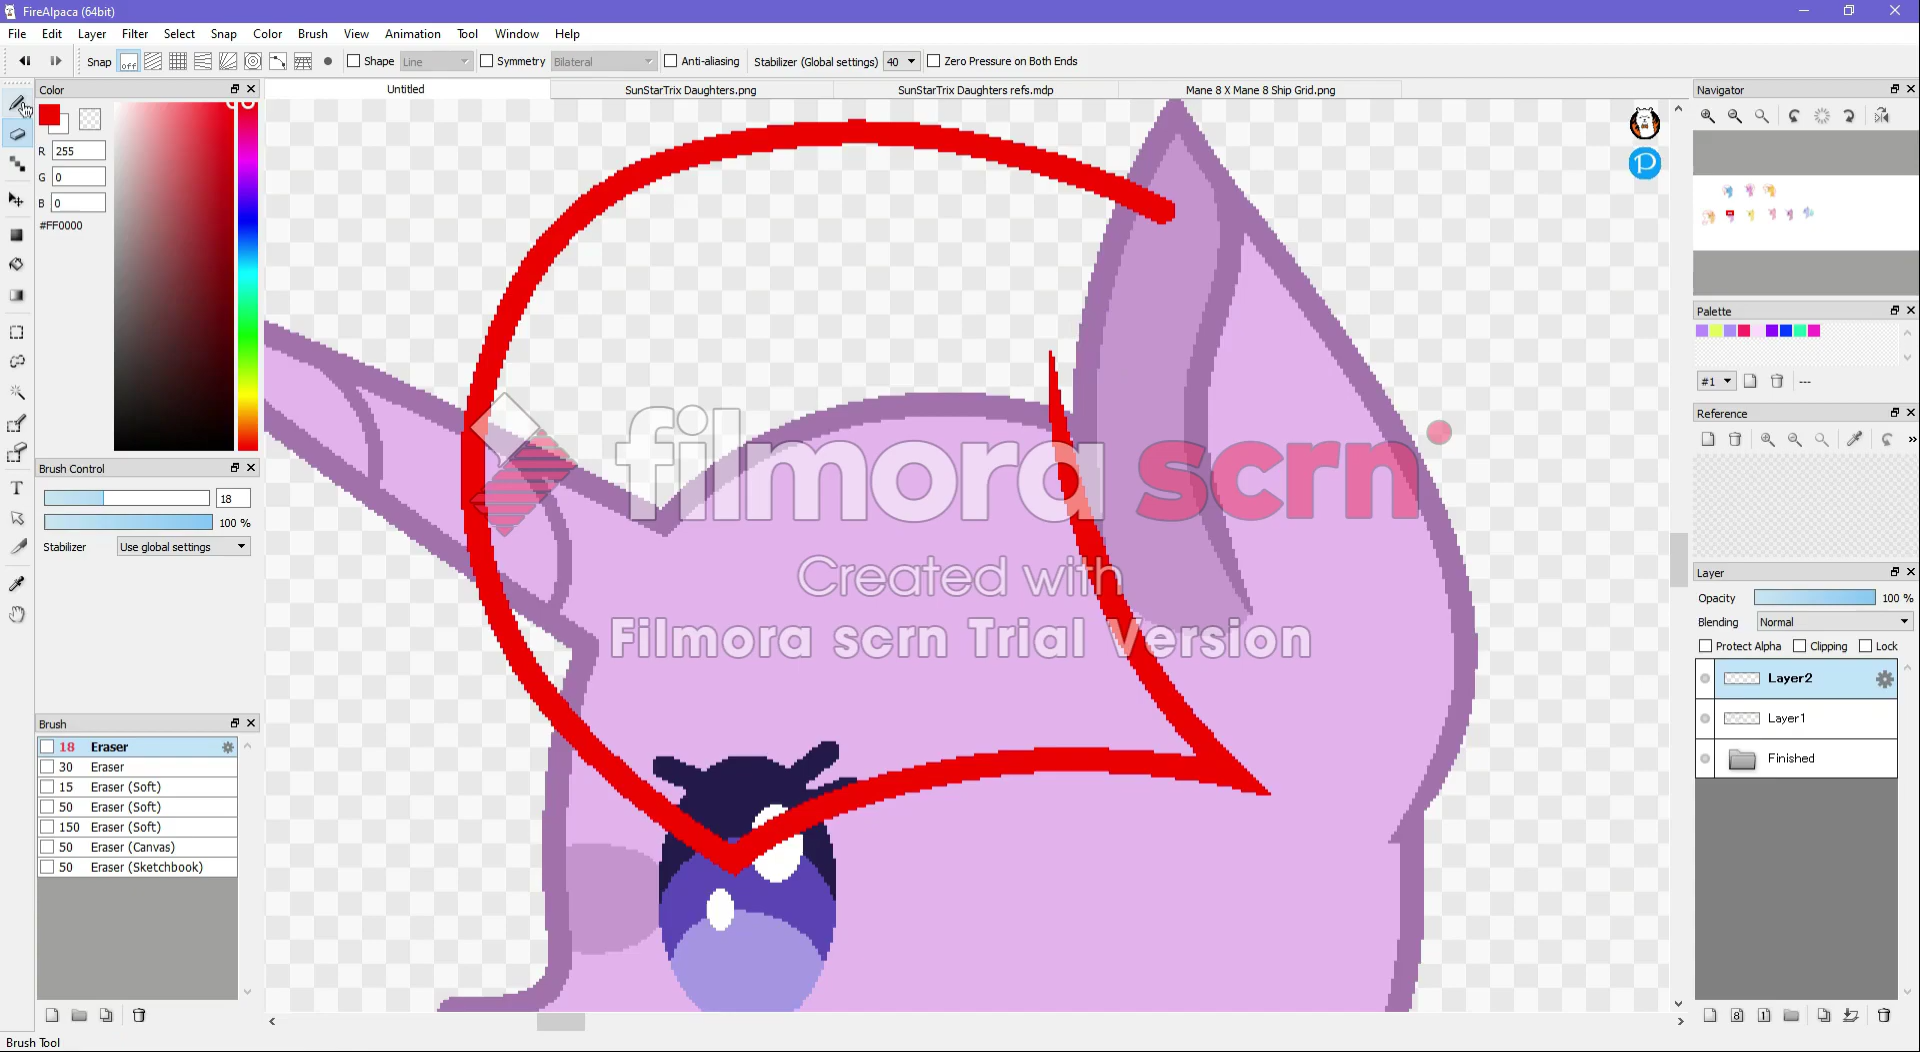 FireAlpaca (64bit)
File Edit Layer Filter Select Snap Color Brush View Animation Tool Window Help
Snap off Shape Line Symmetry Bilateral Anti-aliasing Stabilizer (Global settings) 40 Zero Pressure on Both Ends
Color
Untitled
SunStarTrix Daughters.png
SunStarTrix Daughters refs.mdp
Mane 8 X Mane 8 Ship Grid.png
Navigator
R 255
G 0
B 0
#FF0000
P
Palette
#1
---
Reference
Brush Control
18
100 %
Stabilizer Use global settings
filmora scrn
Created with
Filmora scrn Trial Version
Layer
Opacity 100 %
Blending Normal
Protect Alpha Clipping Lock
Layer2
Layer1
Finished
Brush
18 Eraser
30 Eraser
15 Eraser (Soft)
50 Eraser (Soft)
150 Eraser (Soft)
50 Eraser (Canvas)
50 Eraser (Sketchbook)
8 1
Brush Tool